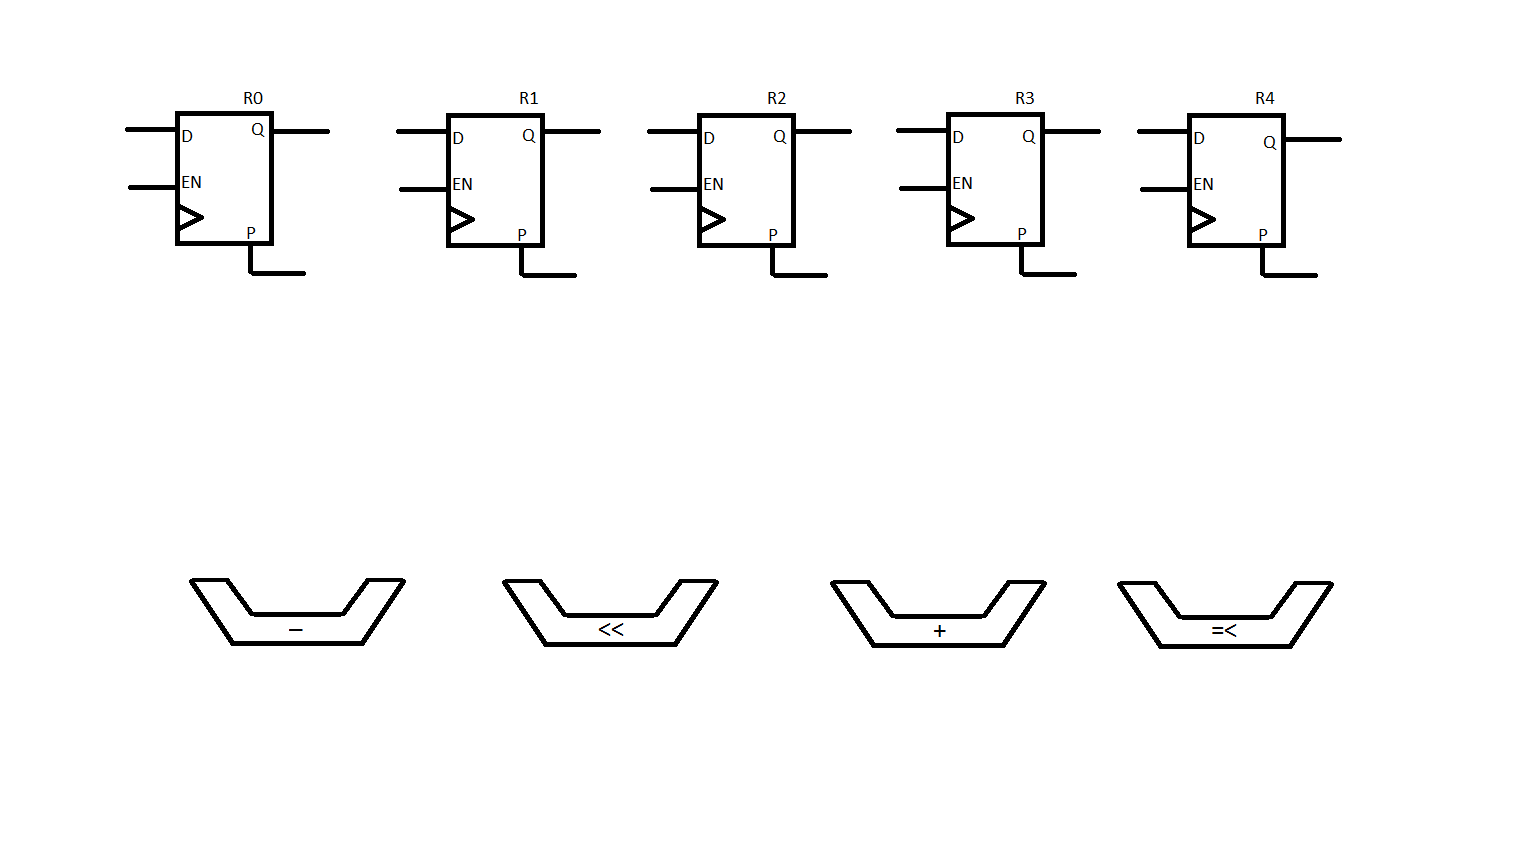 R0 R1 R2 R3 R4
D Q D Q D Q D Q D Q
EN EN EN EN EN
P P P P P
– << + =<